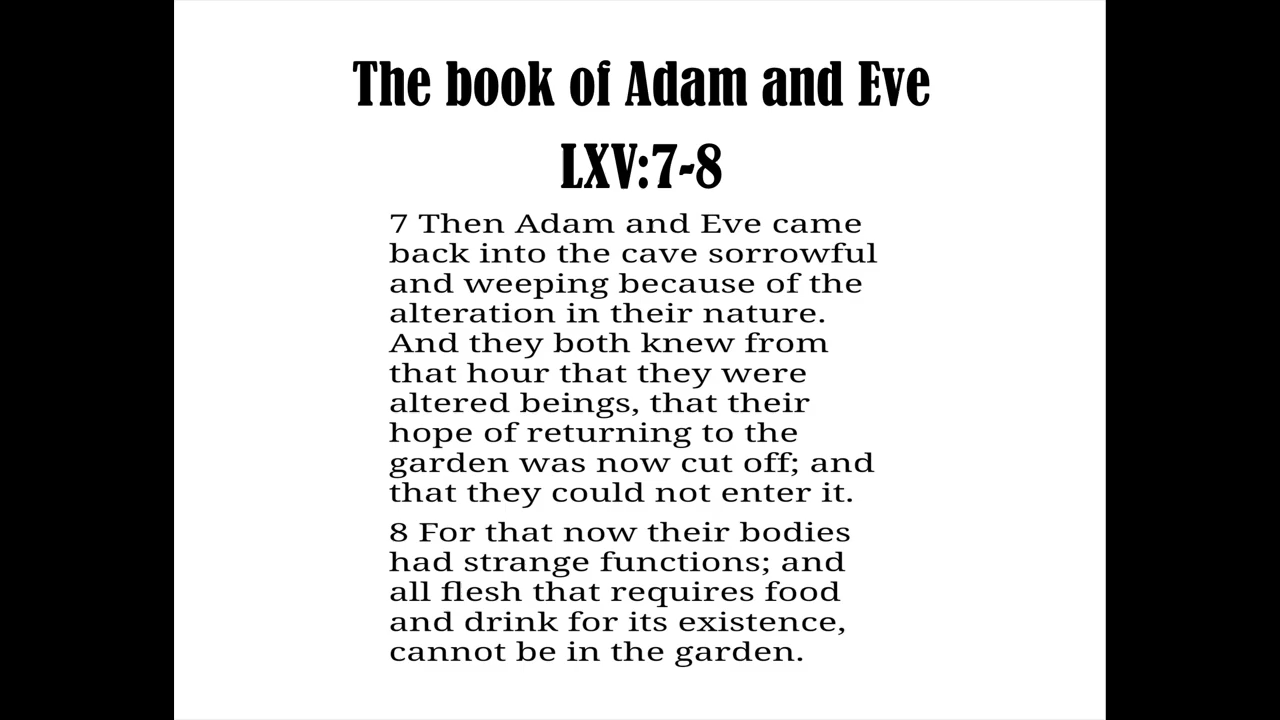 The book of Adam and Eve
LXV:7-8
7 Then Adam and Eve came
back into the cave sorrowful
and weeping because of the
alteration in their nature.
And they both knew from
that hour that they were
altered beings, that their
hope of returning to the
garden was now cut off; and
that they could not enter it.
8 For that now their bodies
had strange functions; and
all flesh that requires food
and drink for its existence,
cannot be in the garden.